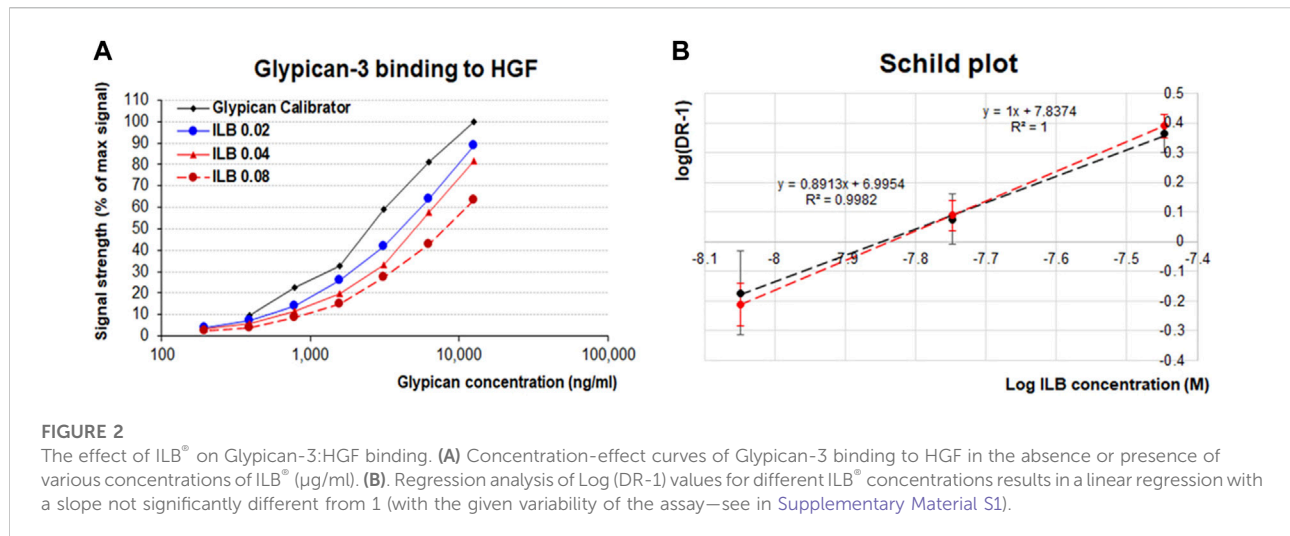 A
Glypican-3 binding to HGF
Signal strength (% of max signal)
110
100
90
80
70
60
50
40
30
20
10
0
Glypican Calibrator
ILB 0.02
ILB 0.04
ILB 0.08
100
1,000
10,000
100,000
Glypican concentration (ng/ml)
B
Schild plot
log(DR-1)
y = 1x + 7.8374
R² = 1
y = 0.8913x + 6.9954
R² = 0.9982
0.5
0.4
0.3
0.2
0.1
0
-0.1
-0.2
-0.3
-0.4
-8.1
-8
-7.9
-7.8
-7.7
-7.6
-7.5
-7.4
Log ILB concentration (M)
FIGURE 2
The effect of ILB® on Glypican-3:HGF binding. (A) Concentration-effect curves of Glypican-3 binding to HGF in the absence or presence of
various concentrations of ILB® (µg/ml). (B). Regression analysis of Log (DR-1) values for different ILB® concentrations results in a linear regression with
a slope not significantly different from 1 (with the given variability of the assay—see in Supplementary Material S1).